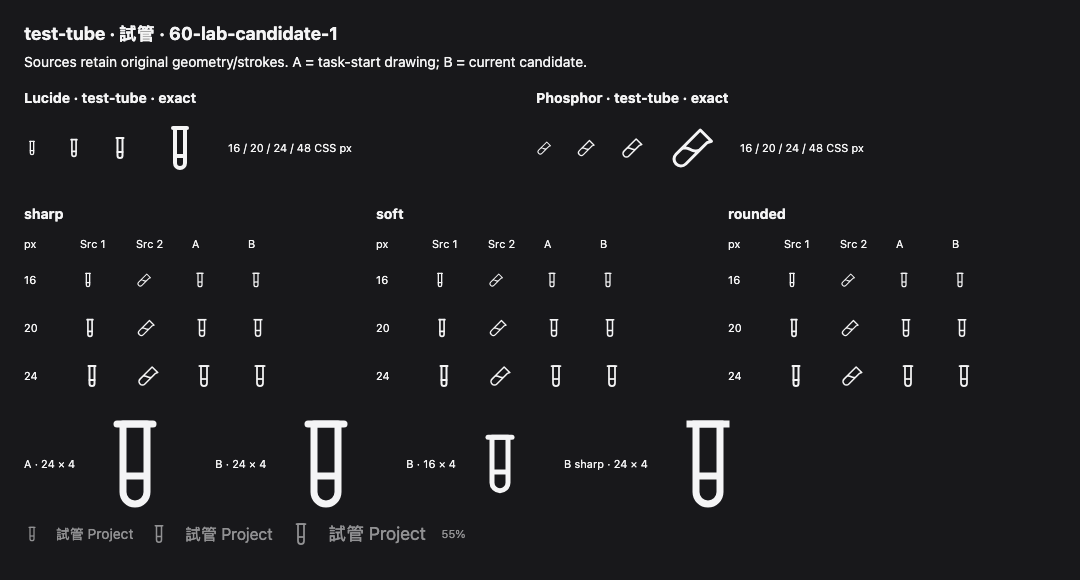 test-tube · 試管 · 60-lab-candidate-1
Sources retain original geometry/strokes. A = task-start drawing; B = current candidate.
Lucide · test-tube · exact
Phosphor · test-tube · exact
16 / 20 / 24 / 48 CSS px
16 / 20 / 24 / 48 CSS px
sharp
soft
rounded
px Src 1 Src 2 A B
px Src 1 Src 2 A B
px Src 1 Src 2 A B
16
16
16
20
20
20
24
24
24
A · 24 × 4
B · 24 × 4
B · 16 × 4
B sharp · 24 × 4
試管 Project
試管 Project
試管 Project
55%